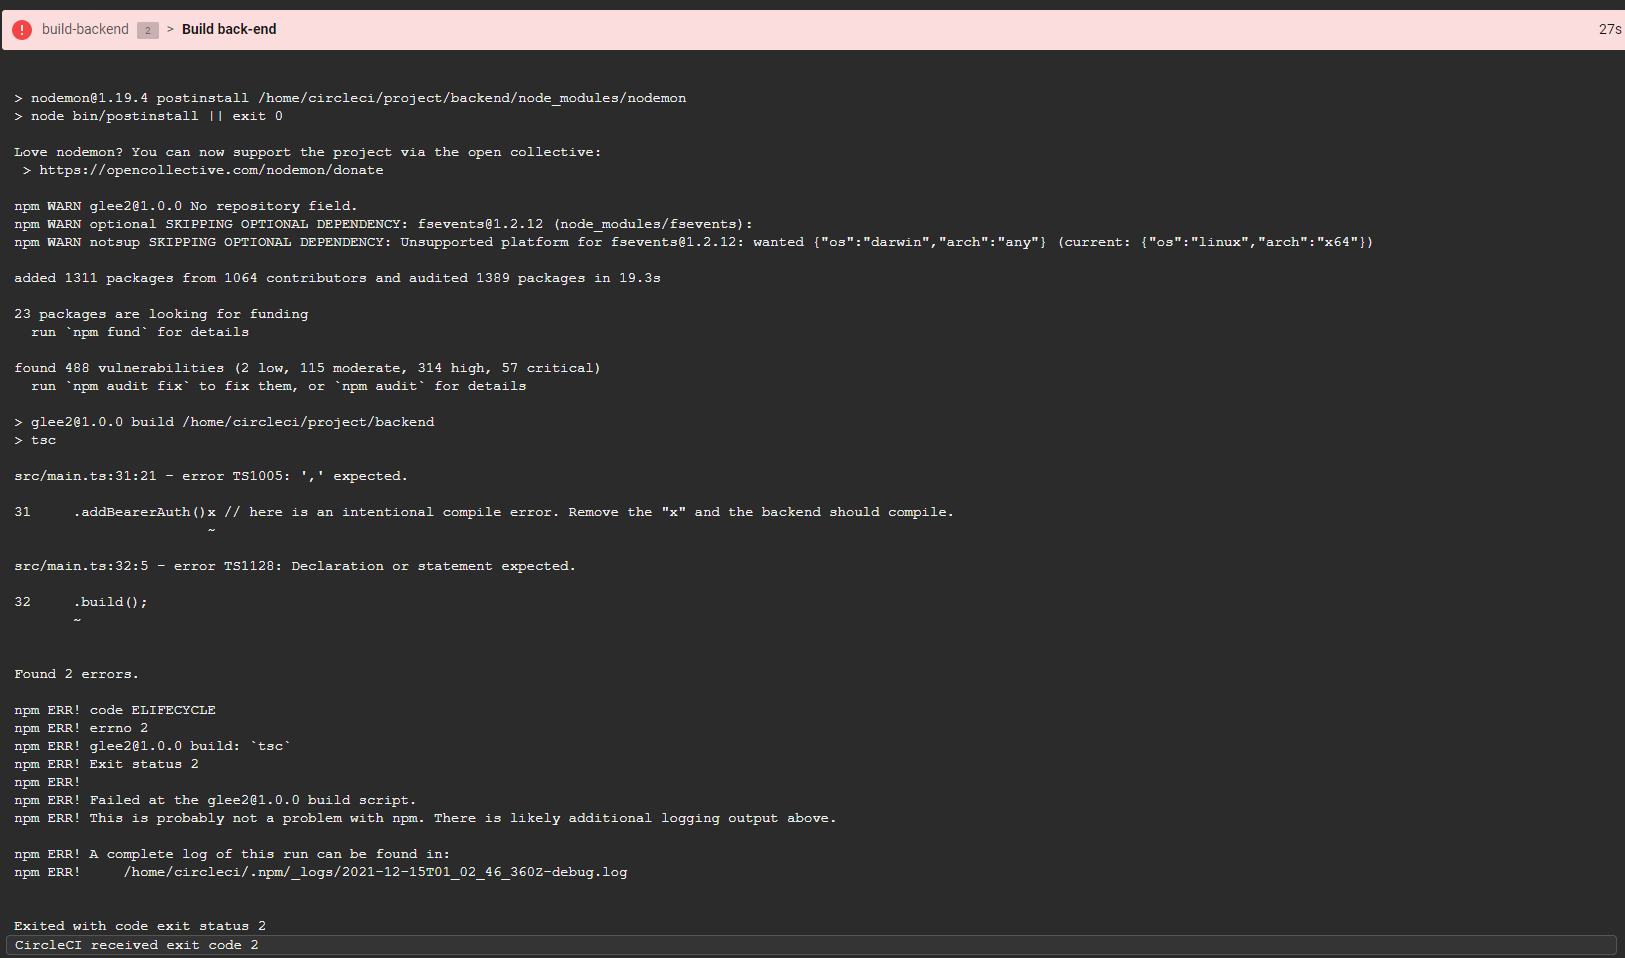 ! build-backend 2 > Build back-end 27s
> nodemon@1.19.4 postinstall /home/circleci/project/backend/node_modules/nodemon
> node bin/postinstall || exit 0
Love nodemon? You can now support the project via the open collective:
> https://opencollective.com/nodemon/donate
npm WARN glee2@1.0.0 No repository field.
npm WARN optional SKIPPING OPTIONAL DEPENDENCY: fsevents@1.2.12 (node_modules/fsevents):
npm WARN notsup SKIPPING OPTIONAL DEPENDENCY: Unsupported platform for fsevents@1.2.12: wanted {"os":"darwin","arch":"any"} (current: {"os":"linux","arch":"x64"})
added 1311 packages from 1064 contributors and audited 1389 packages in 19.3s
23 packages are looking for funding
run `npm fund` for details
found 488 vulnerabilities (2 low, 115 moderate, 314 high, 57 critical)
run `npm audit fix` to fix them, or `npm audit` for details
> glee2@1.0.0 build /home/circleci/project/backend
> tsc
src/main.ts:31:21 - error TS1005: ',' expected.
31 .addBearerAuth()x // here is an intentional compile error. Remove the "x" and the backend should compile.
~
src/main.ts:32:5 - error TS1128: Declaration or statement expected.
32 .build();
~
Found 2 errors.
npm ERR! code ELIFECYCLE
npm ERR! errno 2
npm ERR! glee2@1.0.0 build: `tsc`
npm ERR! Exit status 2
npm ERR!
npm ERR! Failed at the glee2@1.0.0 build script.
npm ERR! This is probably not a problem with npm. There is likely additional logging output above.
npm ERR! A complete log of this run can be found in:
npm ERR! /home/circleci/.npm/_logs/2021-12-15T01_02_46_360Z-debug.log
Exited with code exit status 2
CircleCI received exit code 2